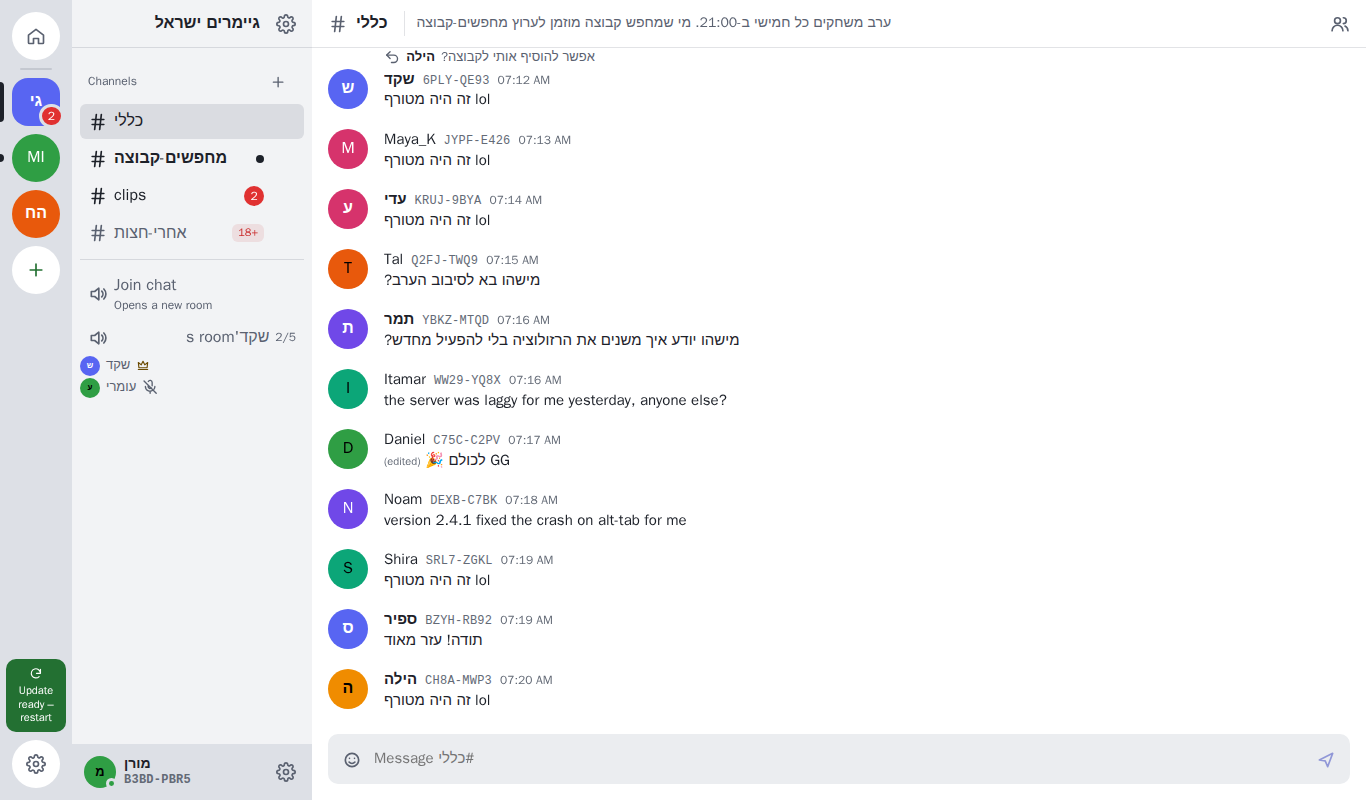 גי
2
MI
הח
Update
ready –
restart
גיימרים ישראל
Channels
כללי
מחפשים-קבוצה
clips
2
אחרי-חצות
18+
Join chat
Opens a new room
שקד's room
2/5
ש
שקד
ע
עומרי
מ
מורן
B3BD-PBR5
כללי
ערב משחקים כל חמישי ב-21:00. מי שמחפש קבוצה מוזמן לערוץ מחפשים-קבוצה
הילה אפשר להוסיף אותי לקבוצה?
ש
שקד 6PLY-QE93 07:12 AM
זה היה מטורף lol
M
Maya_K JYPF-E426 07:13 AM
זה היה מטורף lol
ע
עדי KRUJ-9BYA 07:14 AM
זה היה מטורף lol
T
Tal Q2FJ-TWQ9 07:15 AM
מישהו בא לסיבוב הערב?
ת
תמר YBKZ-MTQD 07:16 AM
מישהו יודע איך משנים את הרזולוציה בלי להפעיל מחדש?
I
Itamar WW29-YQ8X 07:16 AM
the server was laggy for me yesterday, anyone else?
D
Daniel C75C-C2PV 07:17 AM
GG לכולם 🎉 (edited)
N
Noam DEXB-C7BK 07:18 AM
version 2.4.1 fixed the crash on alt-tab for me
S
Shira SRL7-ZGKL 07:19 AM
זה היה מטורף lol
ס
ספיר BZYH-RB92 07:19 AM
תודה! עזר מאוד
ה
הילה CH8A-MWP3 07:20 AM
זה היה מטורף lol
Message #כללי